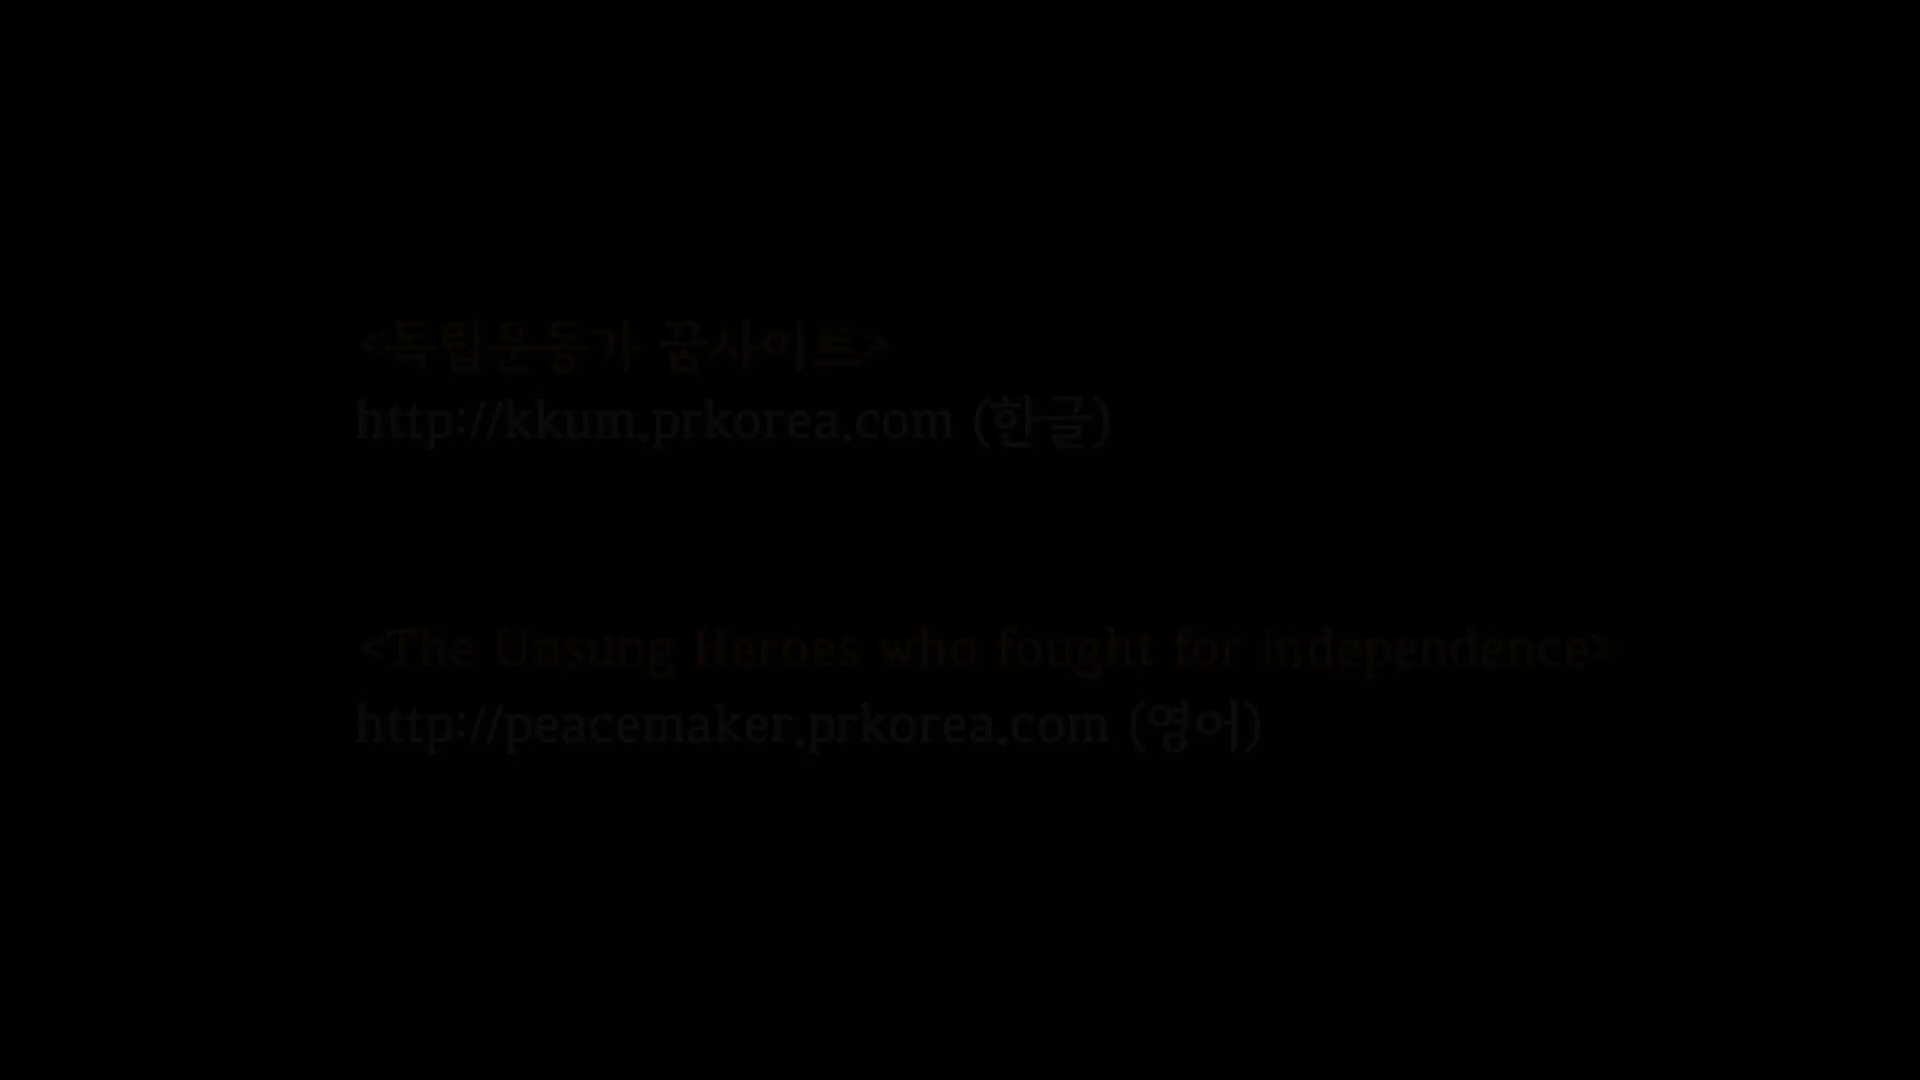 <독립운동가 꿈사이트>
http://kkum.prkorea.com (한글)
<The Unsung Heroes who fought for independence>
http://peacemaker.prkorea.com (영어)